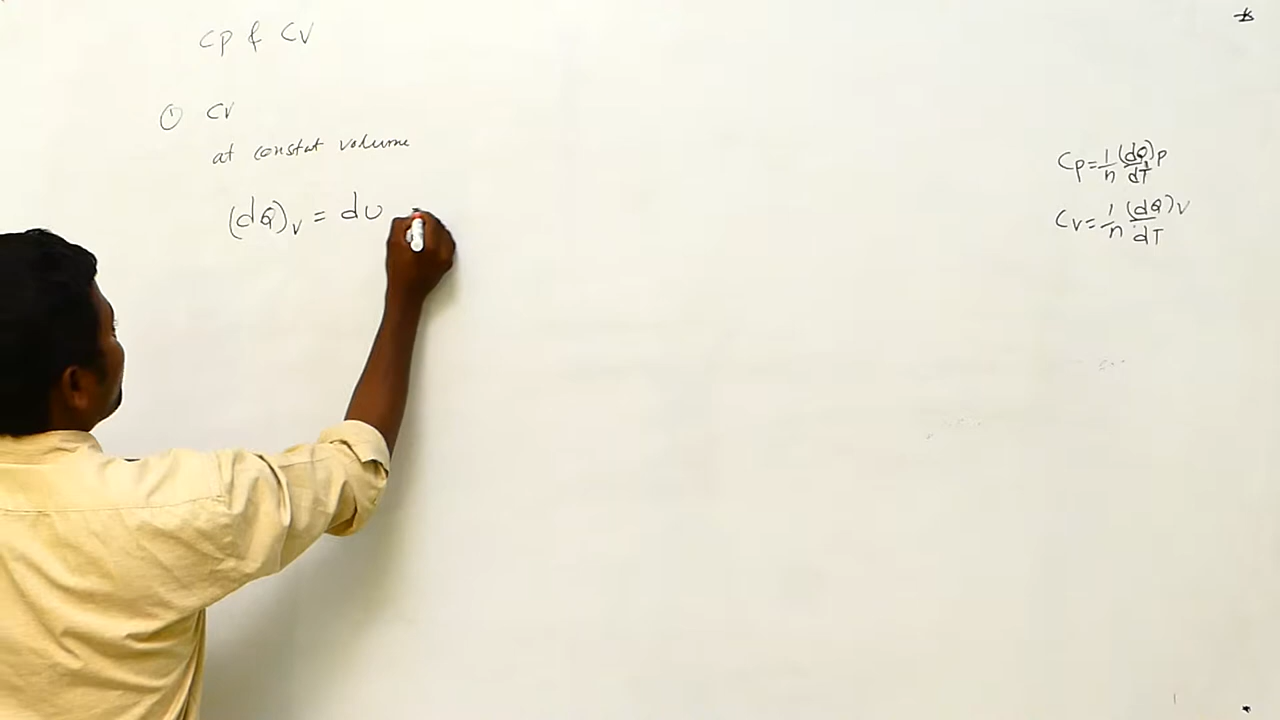 Cp & CV
① CV
at constat volume
(dQ)v = dU
Cp = 1/n (dQ/dT)p
Cv = 1/n (dQ)v/dT